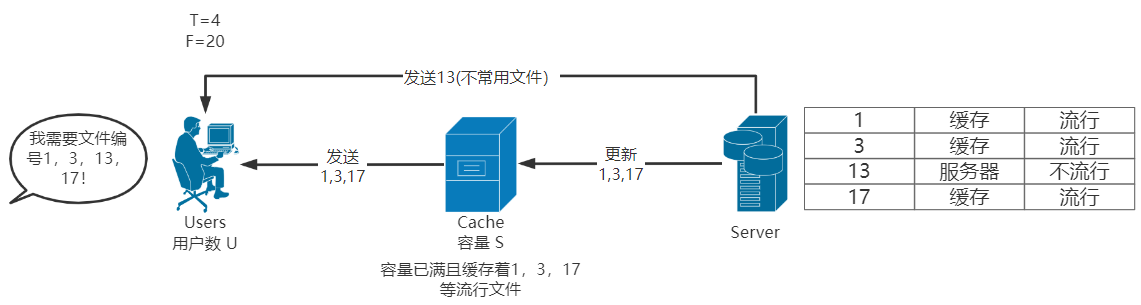 T=4
F=20
发送13(不常用文件)
我需要文件编
号1，3，13，
17！
发送
1,3,17
更新
1,3,17
Users
用户数 U
Cache
容量 S
Server
容量已满且缓存着1，3，17
等流行文件
1 缓存 流行
3 缓存 流行
13 服务器 不流行
17 缓存 流行